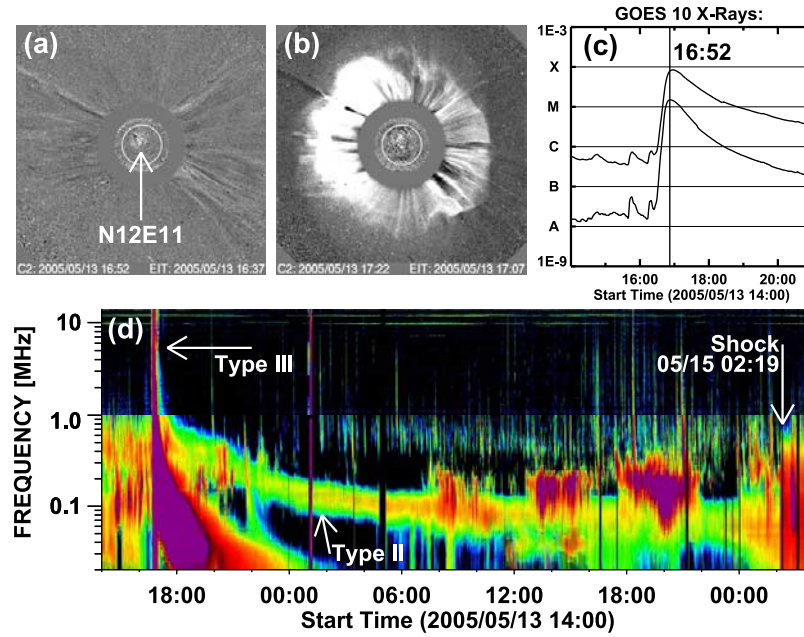 (a)
N12E11
C2: 2005/05/13 16:52 EIT: 2005/05/13 16:37
(b)
C2: 2005/05/13 17:22 EIT: 2005/05/13 17:07
GOES 10 X-Rays:
1E-3
(c)
16:52
X
M
C
B
A
1E-9
16:00 18:00 20:00
Start Time (2005/05/13 14:00)
(d)
FREQUENCY [MHz]
10
1.0
0.1
Type III
Type II
Shock
05/15 02:19
18:00 00:00 06:00 12:00 18:00 00:00
Start Time (2005/05/13 14:00)